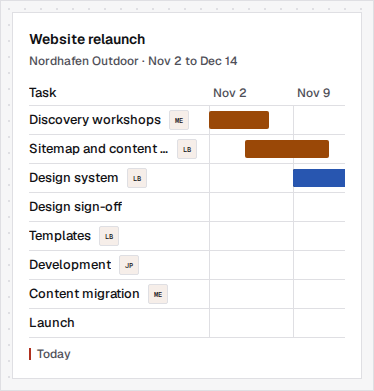 Website relaunch
Nordhafen Outdoor · Nov 2 to Dec 14
Task Nov 2 Nov 9
Discovery workshops ME
Sitemap and content ... LB
Design system LB
Design sign-off
Templates LB
Development JP
Content migration ME
Launch
Today